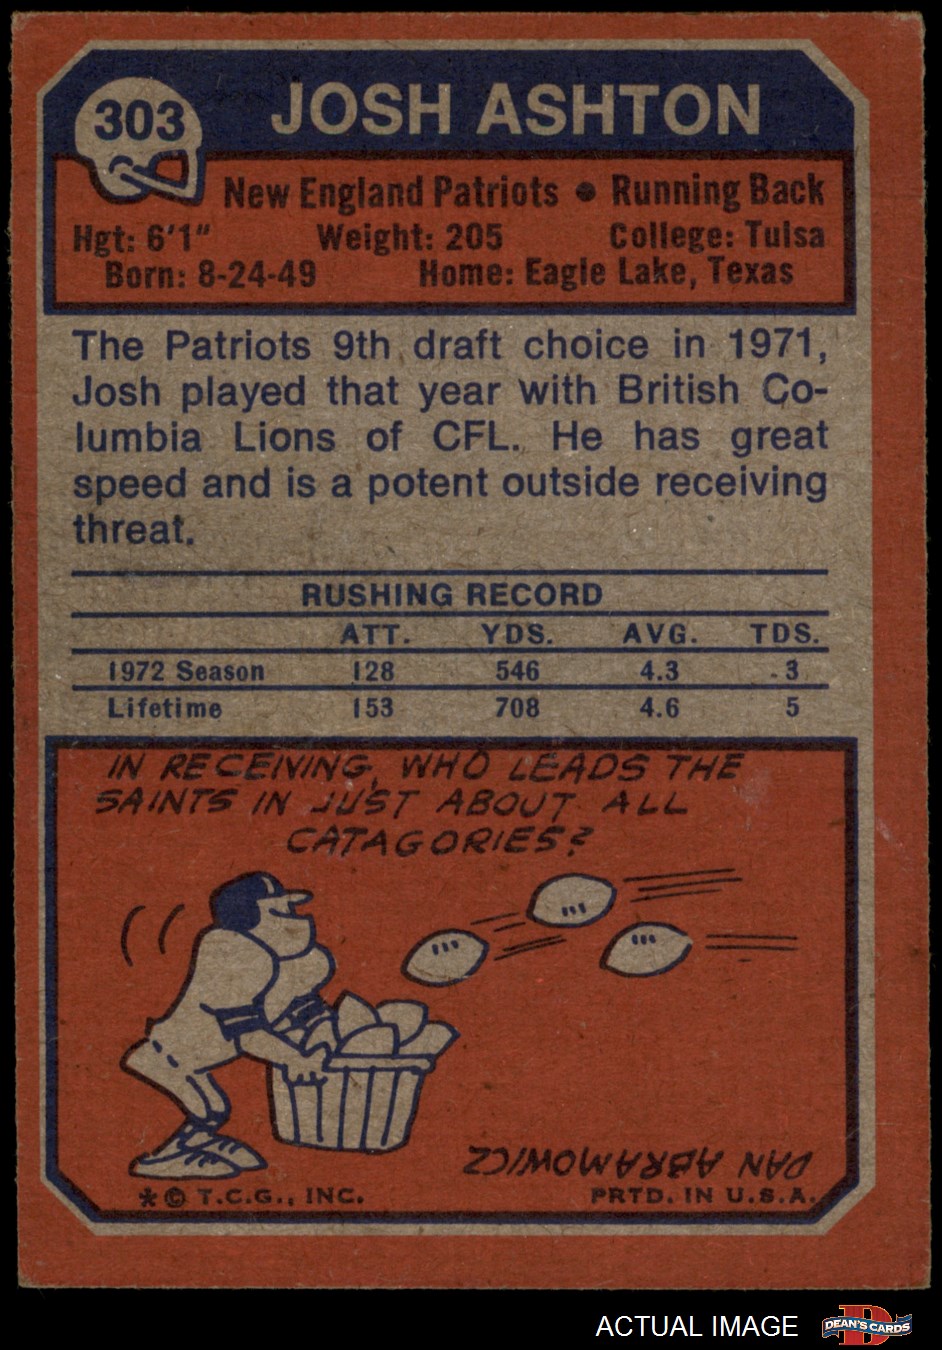 303
JOSH ASHTON
New England Patriots • Running Back
Hgt: 6'1" Weight: 205 College: Tulsa
Born: 8-24-49 Home: Eagle Lake, Texas
The Patriots 9th draft choice in 1971,
Josh played that year with British Co-
lumbia Lions of CFL. He has great
speed and is a potent outside receiving
threat.
RUSHING RECORD
ATT. YDS. AVG. TDS.
1972 Season 128 546 4.3 3
Lifetime 153 708 4.6 5
IN RECEIVING, WHO LEADS THE
SAINTS IN JUST ABOUT ALL
CATAGORIES?
DAN ABRAMOWICZ
* © T.C.G., INC. PRTD. IN U.S.A.
ACTUAL IMAGE
D
DEAN'S CARDS